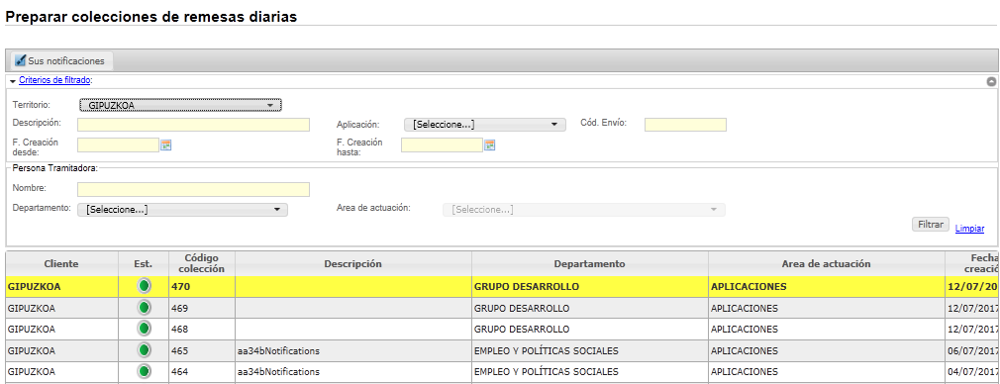 Preparar colecciones de remesas diarias
Sus notificaciones
Criterios de filtrado:
Territorio: GIPUZKOA
Descripción: Aplicación: [Seleccione...] Cód. Envío:
F. Creación desde: F. Creación hasta:
Persona Tramitadora:
Nombre:
Departamento: [Seleccione...] Area de actuación: [Seleccione...]
Filtrar Limpiar
Cliente Est. Código colección Descripción Departamento Area de actuación Fecha creació
GIPUZKOA 470 GRUPO DESARROLLO APLICACIONES 12/07/20
GIPUZKOA 469 GRUPO DESARROLLO APLICACIONES 12/07/2017
GIPUZKOA 468 GRUPO DESARROLLO APLICACIONES 12/07/2017
GIPUZKOA 465 aa34bNotifications EMPLEO Y POLÍTICAS SOCIALES APLICACIONES 06/07/2017
GIPUZKOA 464 aa34bNotifications EMPLEO Y POLÍTICAS SOCIALES APLICACIONES 04/07/2017